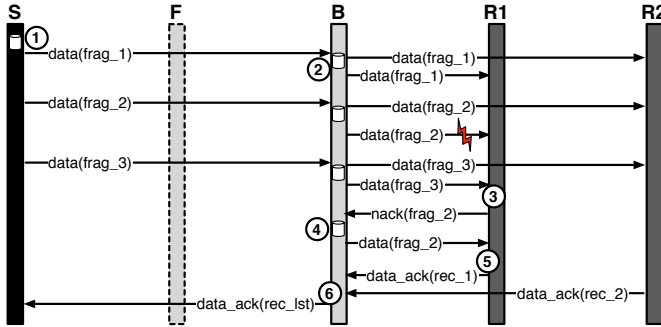 S F B R1 R2
1
data(frag_1) data(frag_1)
2 data(frag_1)
data(frag_2) data(frag_2)
data(frag_2)
data(frag_3) data(frag_3)
data(frag_3)
3
nack(frag_2)
4
data(frag_2)
5
data_ack(rec_1)
6
data_ack(rec_2)
data_ack(rec_lst)